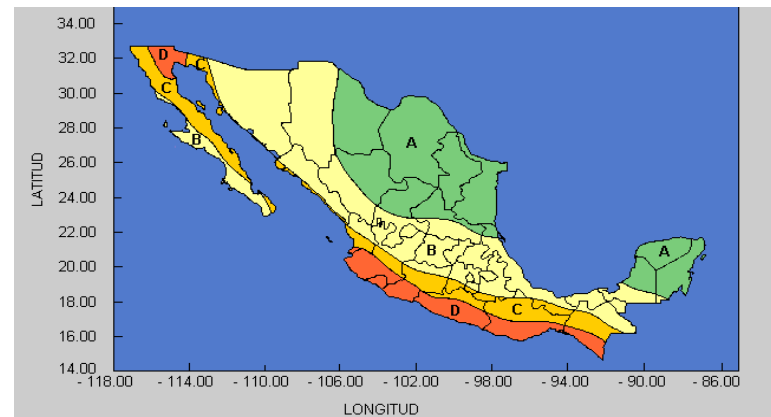 34.00
32.00
30.00
28.00
26.00
24.00
22.00
20.00
18.00
16.00
14.00
LATITUD
D
C
C
B
A
A
B
C
D
- 118.00 - 114.00 - 110.00 - 106.00 - 102.00 - 98.00 - 94.00 - 90.00 - 86.00
LONGITUD